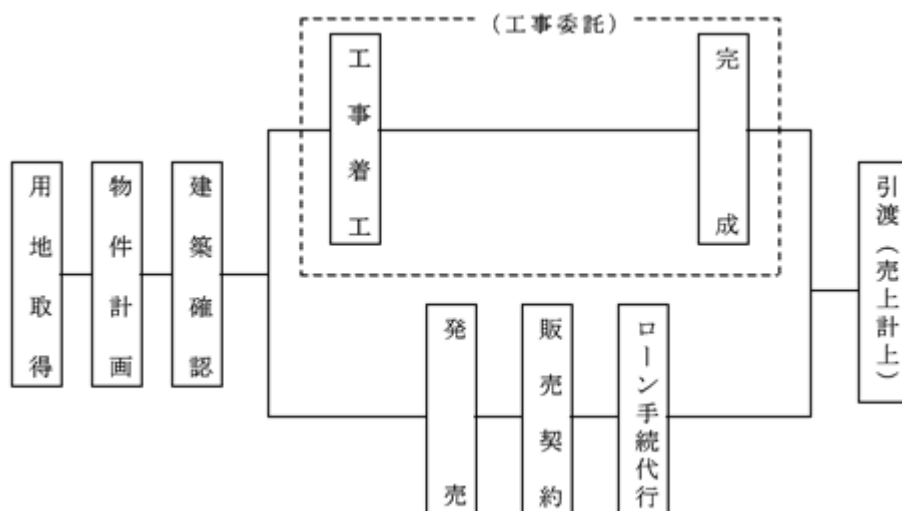 (工事委託)
用地取得
物件計画
建築確認
工事着工
完成
発売
販売契約
ローン手続代行
引渡(売上計上)